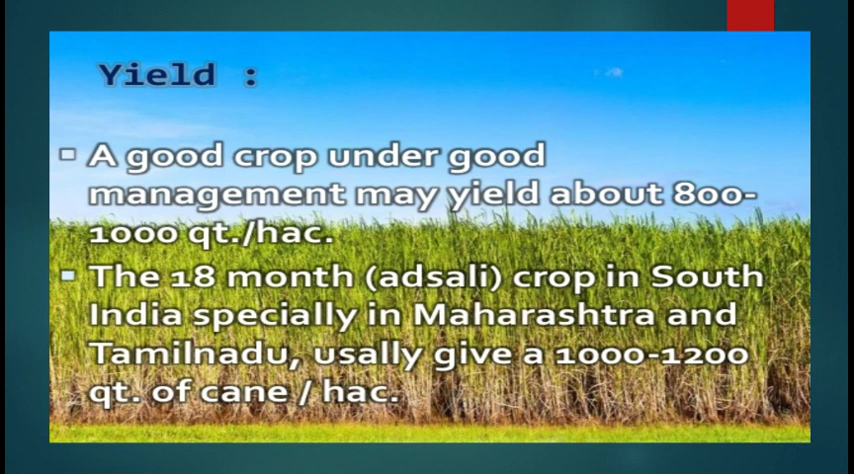 Yield :
▪ A good crop under good
management may yield about 800-
1000 qt./hac.
▪ The 18 month (adsali) crop in South
India specially in Maharashtra and
Tamilnadu, usally give a 1000-1200
qt. of cane / hac.